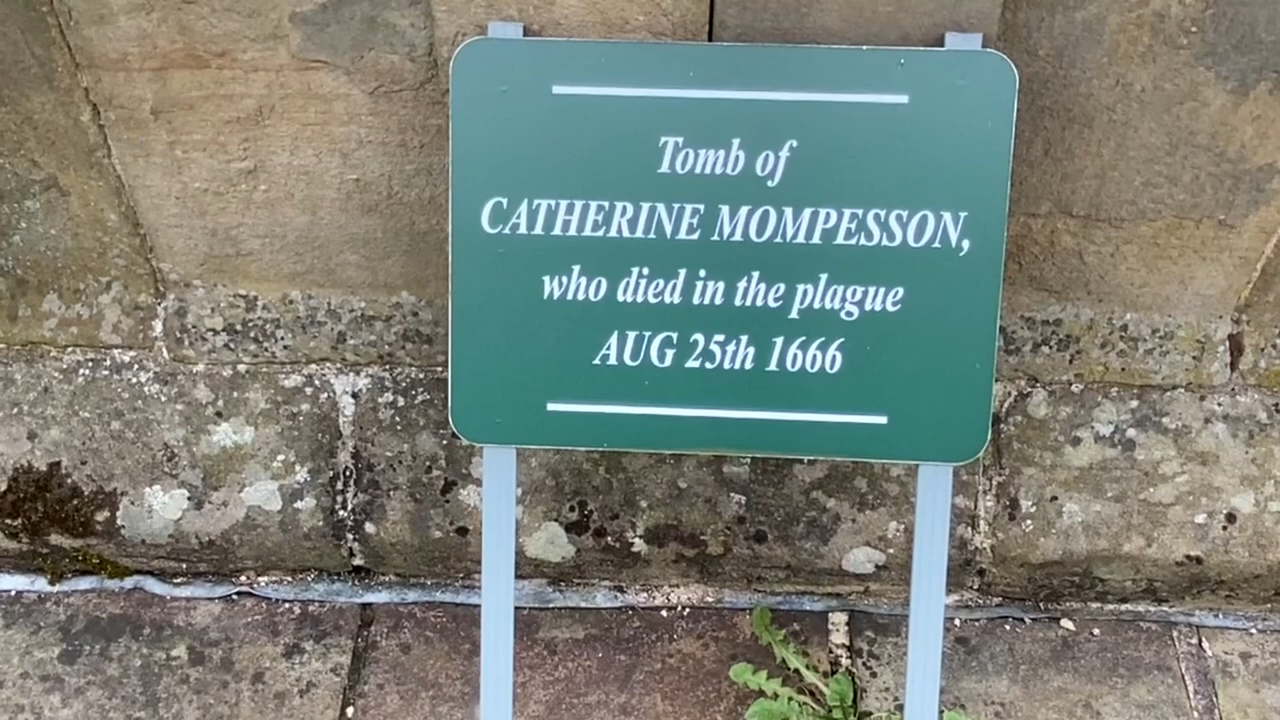 Tomb of
CATHERINE MOMPESSON,
who died in the plague
AUG 25th 1666